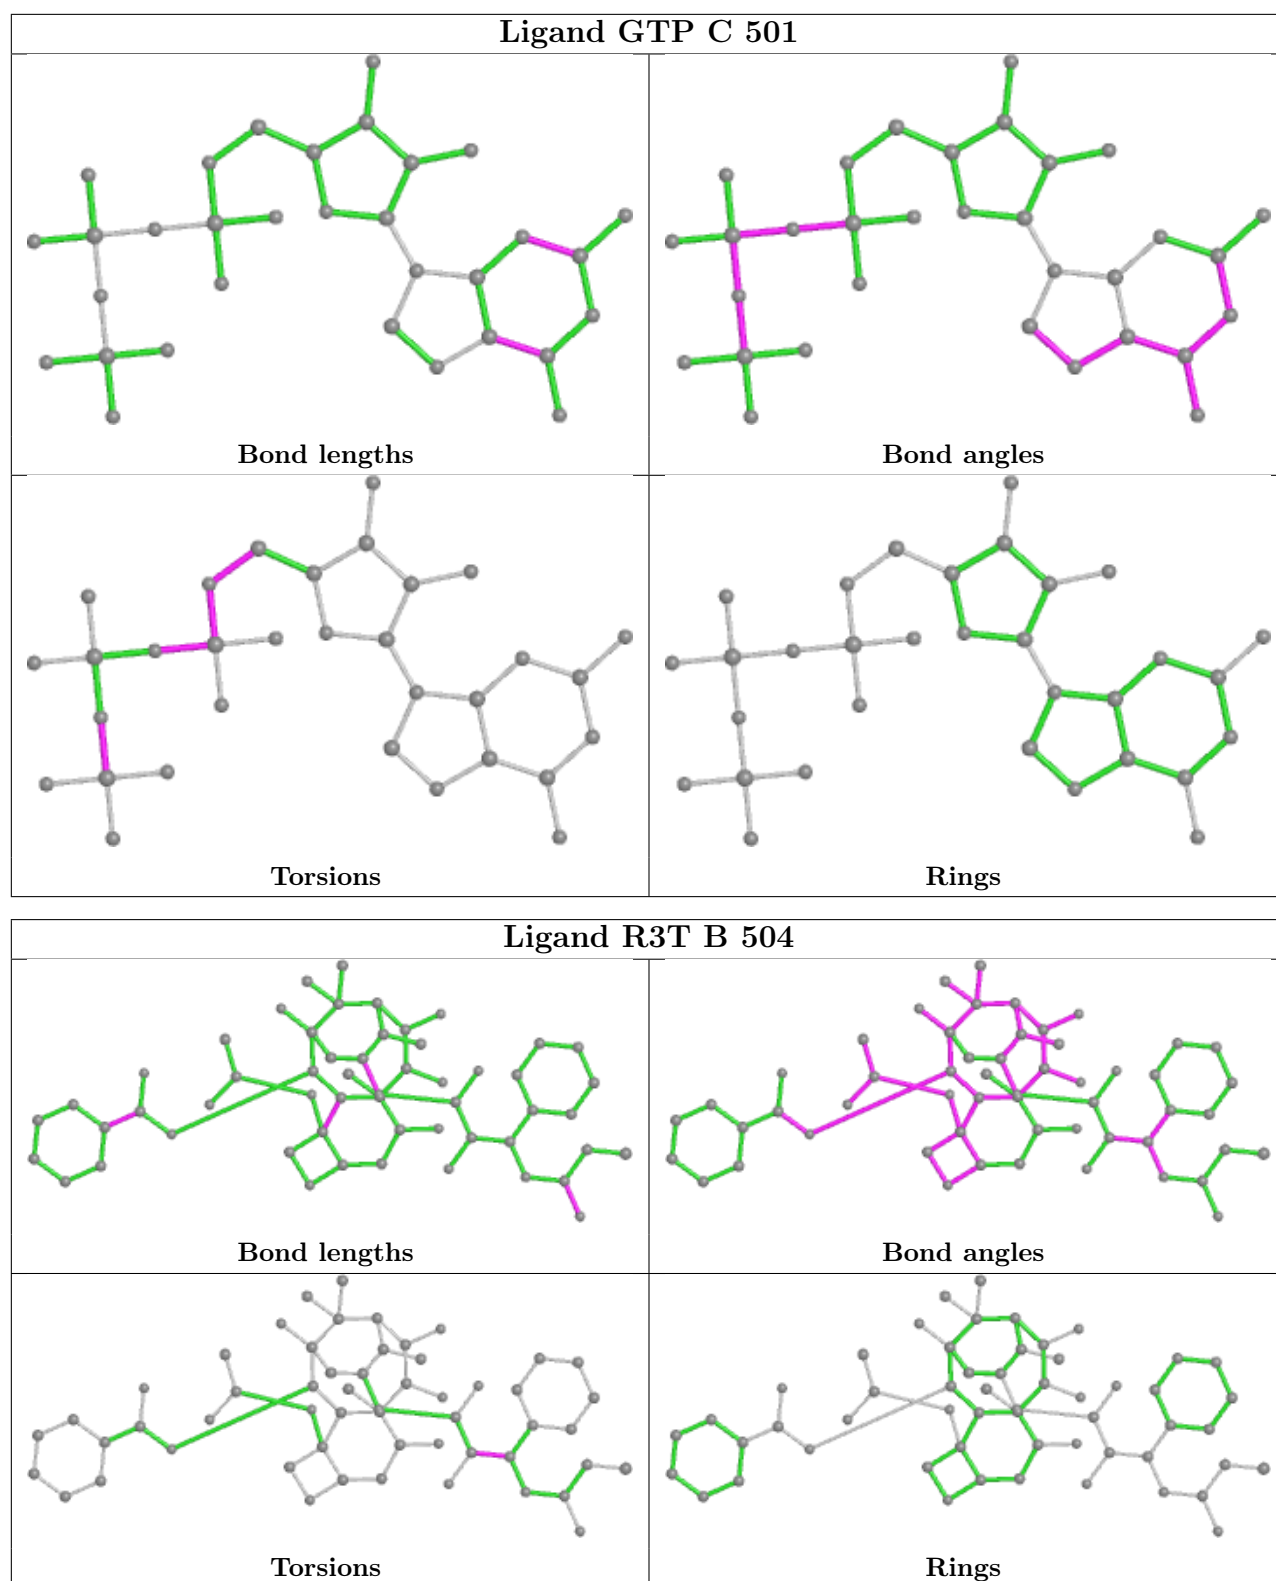 Ligand GTP C 501
Bond lengths
Bond angles
Torsions
Rings
Ligand R3T B 504
Bond lengths
Bond angles
Torsions
Rings